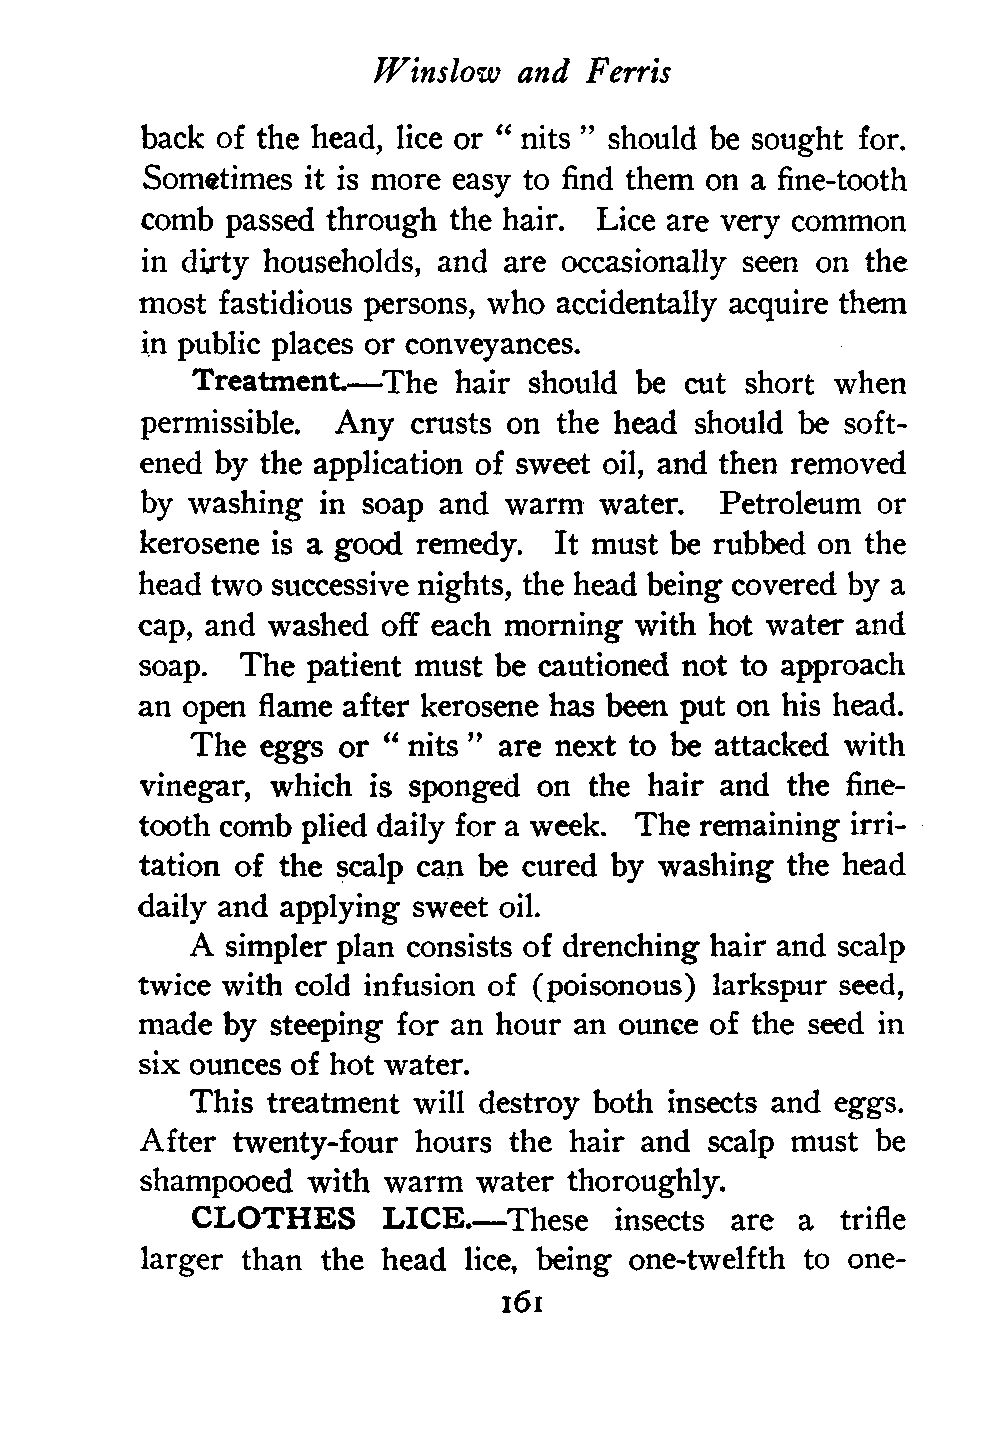 Winslow and Ferris
back of the head, lice or “ nits ” should be sought for.
Sometimes it is more easy to find them on a fine-tooth
comb passed through the hair. Lice are very common
in dirty households, and are occasionally seen on the
most fastidious persons, who accidentally acquire them
in public places or conveyances.
Treatment.—The hair should be cut short when
permissible. Any crusts on the head should be soft-
ened by the application of sweet oil, and then removed
by washing in soap and warm water. Petroleum or
kerosene is a good remedy. It must be rubbed on the
head two successive nights, the head being covered by a
cap, and washed off each morning with hot water and
soap. The patient must be cautioned not to approach
an open flame after kerosene has been put on his head.
The eggs or “ nits ” are next to be attacked with
vinegar, which is sponged on the hair and the fine-
tooth comb plied daily for a week. The remaining irri-
tation of the scalp can be cured by washing the head
daily and applying sweet oil.
A simpler plan consists of drenching hair and scalp
twice with cold infusion of (poisonous) larkspur seed,
made by steeping for an hour an ounce of the seed in
six ounces of hot water.
This treatment will destroy both insects and eggs.
After twenty-four hours the hair and scalp must be
shampooed with warm water thoroughly.
CLOTHES LICE.—These insects are a trifle
larger than the head lice, being one-twelfth to one-
161